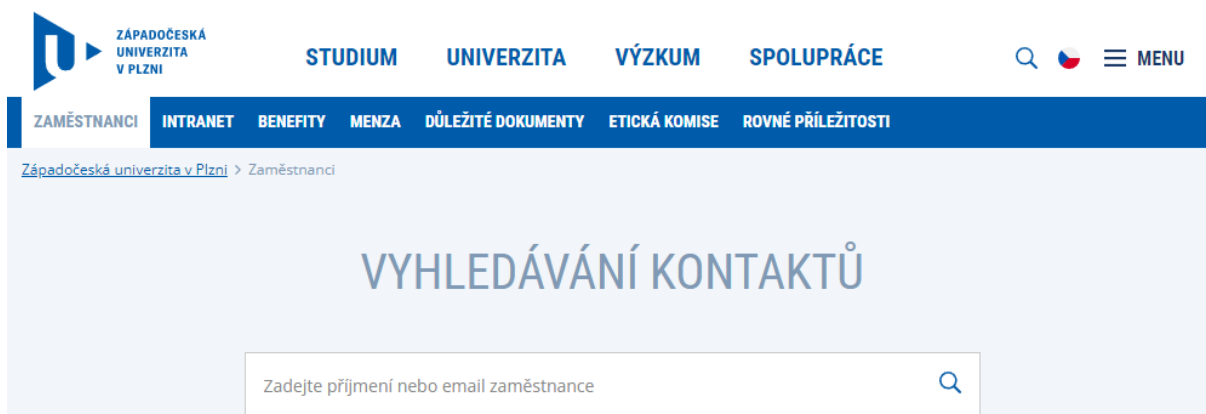 ZÁPADOČESKÁ
UNIVERZITA
V PLZNI
STUDIUM UNIVERZITA VÝZKUM SPOLUPRÁCE MENU
ZAMĚSTNANCI INTRANET BENEFITY MENZA DŮLEŽITÉ DOKUMENTY ETICKÁ KOMISE ROVNÉ PŘÍLEŽITOSTI
Západočeská univerzita v Plzni > Zaměstnanci
VYHLEDÁVÁNÍ KONTAKTŮ
Zadejte příjmení nebo email zaměstnance